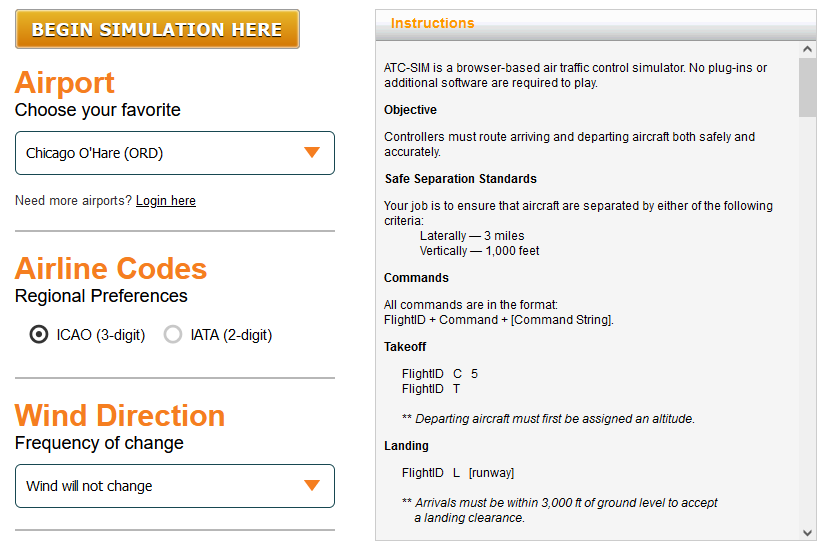 BEGIN SIMULATION HERE
Airport
Choose your favorite
Chicago O'Hare (ORD)
Need more airports? Login here
Airline Codes
Regional Preferences
ICAO (3-digit) IATA (2-digit)
Wind Direction
Frequency of change
Wind will not change
Instructions
ATC-SIM is a browser-based air traffic control simulator. No plug-ins or
additional software are required to play.
Objective
Controllers must route arriving and departing aircraft both safely and
accurately.
Safe Separation Standards
Your job is to ensure that aircraft are separated by either of the following
criteria:
Laterally — 3 miles
Vertically — 1,000 feet
Commands
All commands are in the format:
FlightID + Command + [Command String].
Takeoff
FlightID C 5
FlightID T
** Departing aircraft must first be assigned an altitude.
Landing
FlightID L [runway]
** Arrivals must be within 3,000 ft of ground level to accept
a landing clearance.